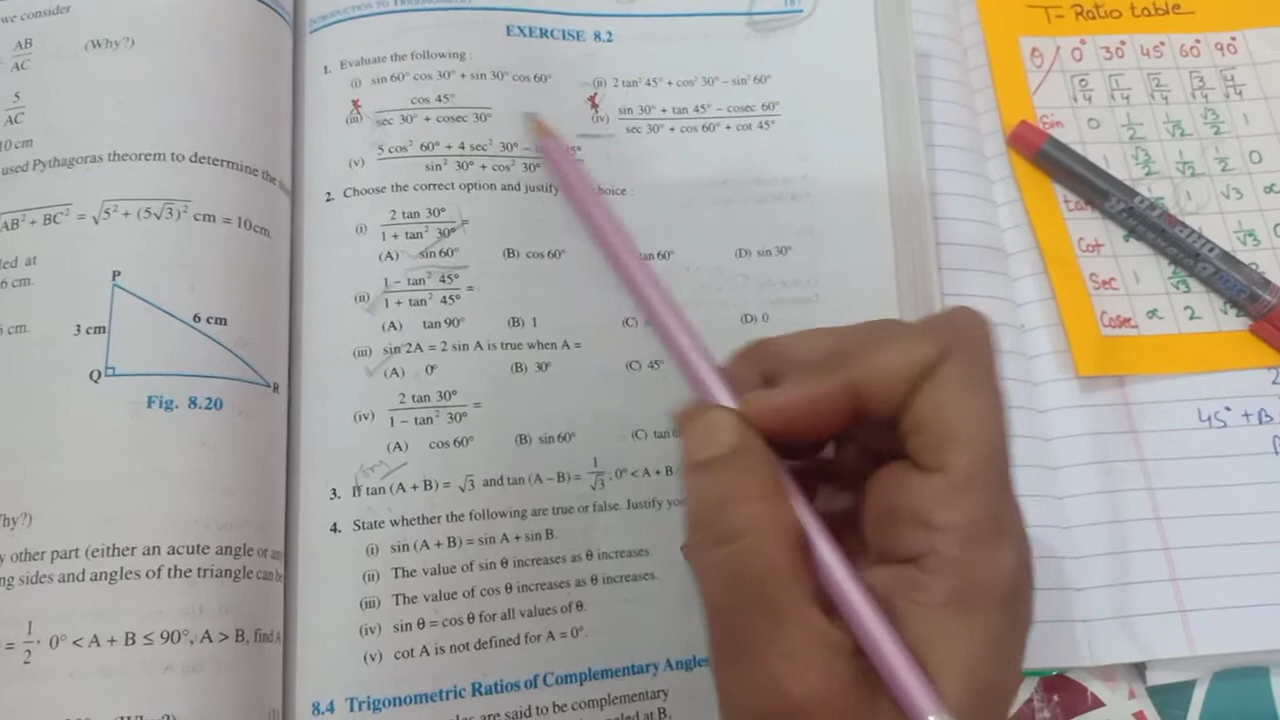 we consider
AB/AC (Why?)
5/AC
used Pythagoras theorem to determine the
AB² + BC² = √5² + (5√3)² cm = 10cm.
6 cm.
P
3 cm
6 cm
Q
R
Fig. 8.20
y other part (either an acute angle or
ng sides and angles of the triangle can be
= 1/2, 0° < A + B ≤ 90°, A > B, find A
INTRODUCTION TO TRIGONOMETRY
EXERCISE 8.2
1. Evaluate the following :
(i) sin 60° cos 30° + sin 30° cos 60°
(ii) 2 tan² 45° + cos² 30° – sin² 60°
(iii) cos 45° / sec 30° + cosec 30°
(iv) sin 30° + tan 45° – cosec 60° / sec 30° + cos 60° + cot 45°
(v) 5 cos² 60° + 4 sec² 30° – 45° / sin² 30° + cos² 30°
2. Choose the correct option and justify choice :
(i) 2 tan 30° / 1 + tan² 30° =
(A) sin 60° (B) cos 60° tan 60° (D) sin 30°
(ii) 1 – tan² 45° / 1 + tan² 45° =
(A) tan 90° (B) 1 (C) (D) 0
(iii) sin 2A = 2 sin A is true when A =
(A) 0° (B) 30° (C) 45°
(iv) 2 tan 30° / 1 – tan² 30° =
(A) cos 60° (B) sin 60° (C) tan
3. If tan (A + B) = √3 and tan (A – B) = 1/√3 ; 0° < A + B
4. State whether the following are true or false. Justify
(i) sin (A + B) = sin A + sin B.
(ii) The value of sin θ increases as θ increases.
(iii) The value of cos θ increases as θ increases.
(iv) sin θ = cos θ for all values of θ.
(v) cot A is not defined for A = 0°.
8.4 Trigonometric Ratios of Complementary Angles
are said to be complementary
T- Ratio table
θ 0° 30° 45° 60° 90°
√0/4 √1/4 √2/4 √3/4 √4/4
Sin 0 1/2 1/√2 √3/2 1
√3/2 1/√2 1/2 0
tan 1 √3 ∝
Cot 1/√3
Sec 1
Cosec ∝ 2
45° + B